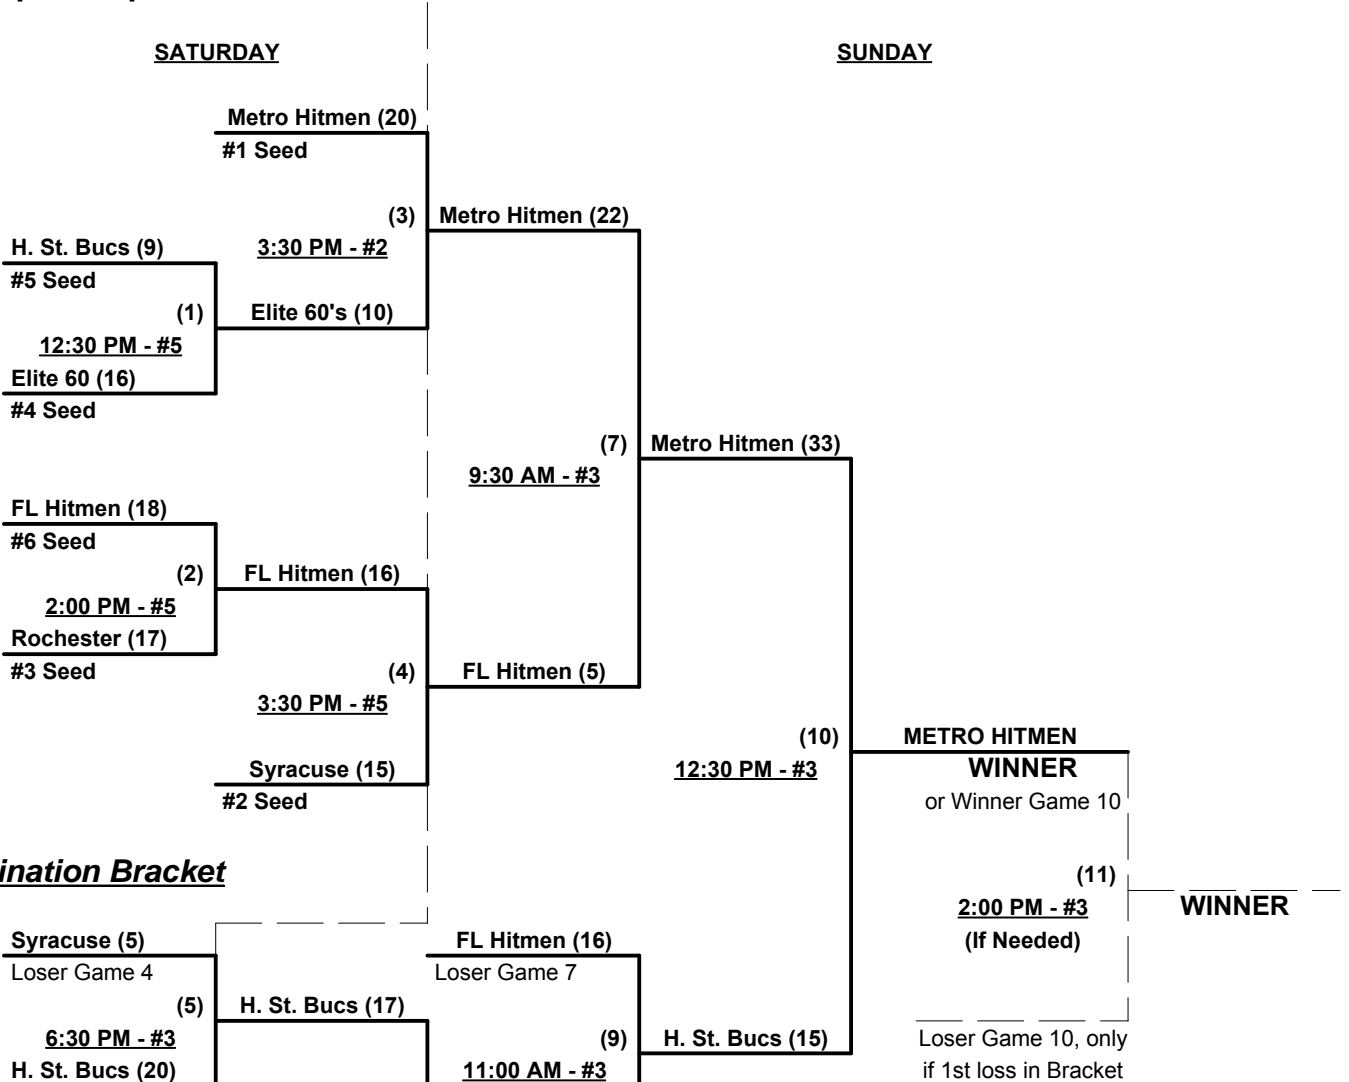 SATURDAY
SUNDAY
Metro Hitmen (20)
#1 Seed
(3)
Metro Hitmen (22)
H. St. Bucs (9)
3:30 PM - #2
#5 Seed
(1)
Elite 60's (10)
12:30 PM - #5
Elite 60 (16)
#4 Seed
(7)
Metro Hitmen (33)
9:30 AM - #3
FL Hitmen (18)
#6 Seed
(2)
FL Hitmen (16)
2:00 PM - #5
Rochester (17)
#3 Seed
(4)
FL Hitmen (5)
3:30 PM - #5
(10)
METRO HITMEN
Syracuse (15)
12:30 PM - #3
WINNER
#2 Seed
or Winner Game 10
ination Bracket
(11)
2:00 PM - #3
WINNER
(If Needed)
Syracuse (5)
FL Hitmen (16)
Loser Game 4
Loser Game 7
(5)
H. St. Bucs (17)
6:30 PM - #3
(9)
H. St. Bucs (15)
Loser Game 10, only
H. St. Bucs (20)
11:00 AM - #3
if 1st loss in Bracket